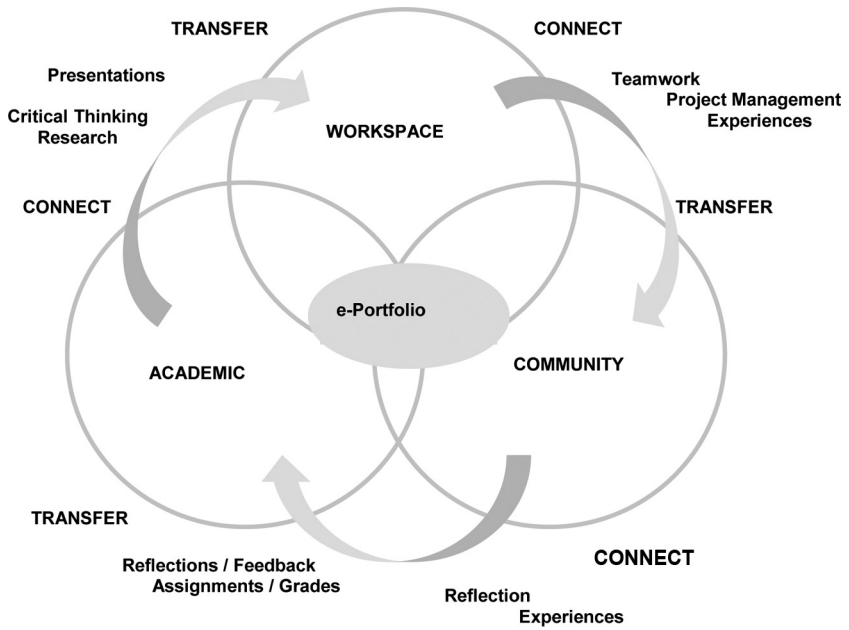 TRANSFER
CONNECT
Presentations
Teamwork
Project Management
Experiences
Critical Thinking
Research
WORKSPACE
CONNECT
TRANSFER
e-Portfolio
ACADEMIC
COMMUNITY
TRANSFER
CONNECT
Reflections / Feedback
Assignments / Grades
Reflection
Experiences